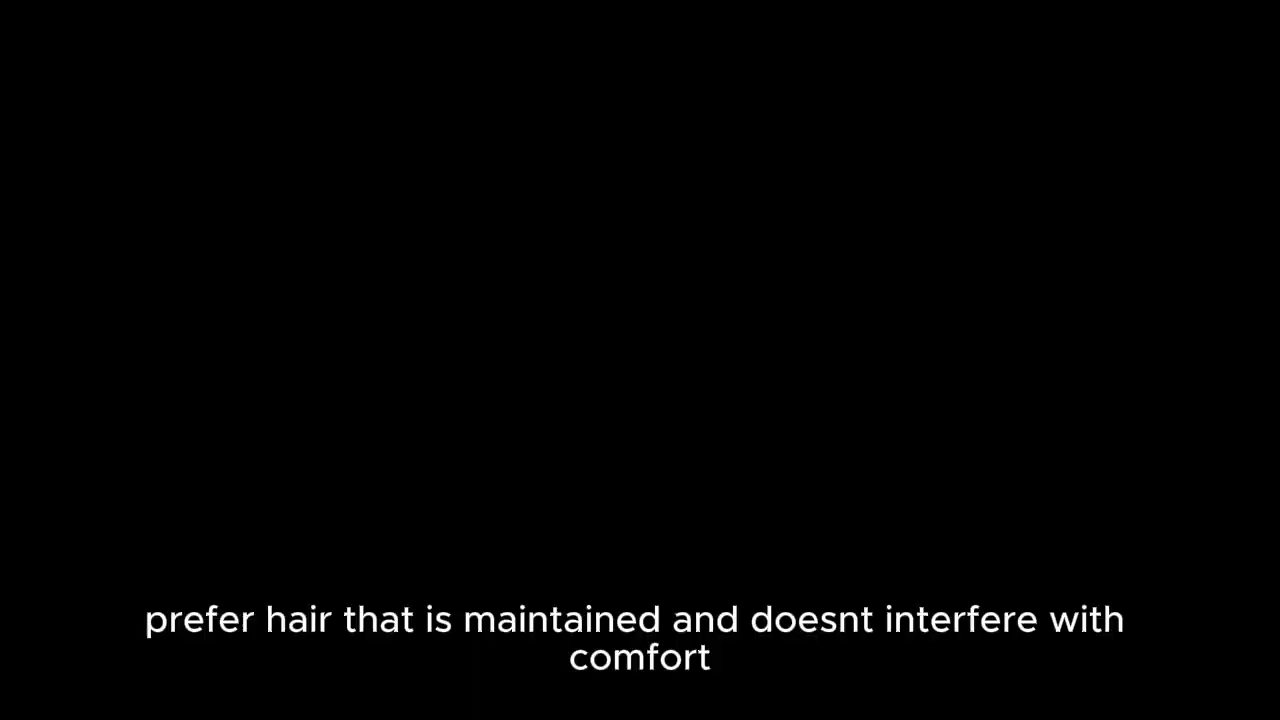 prefer hair that is maintained and doesnt interfere with
comfort